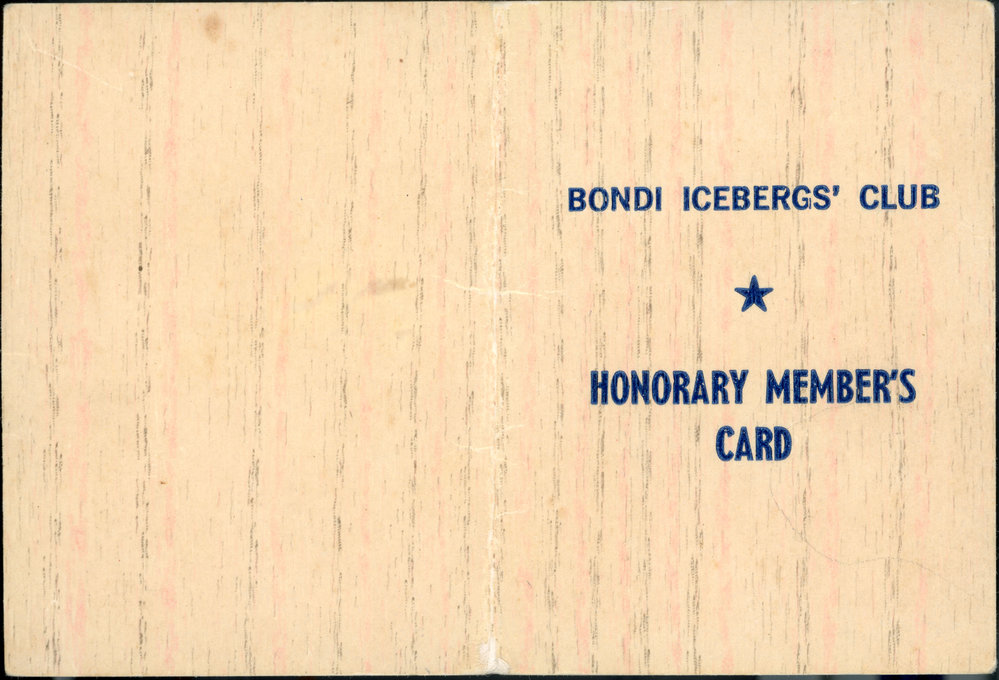 BONDI ICEBERGS' CLUB
HONORARY MEMBER'S
CARD